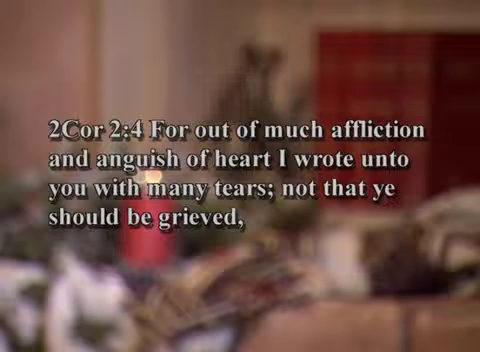 2Cor 2:4 For out of much affliction
and anguish of heart I wrote unto
you with many tears; not that ye
should be grieved,